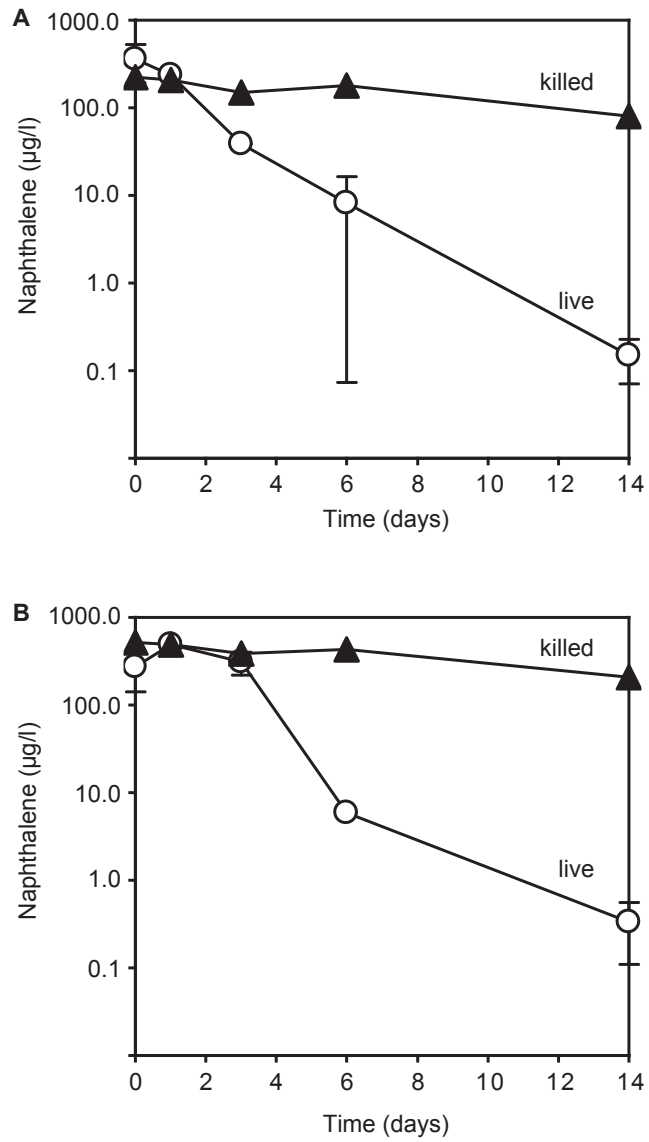 A
1000.0
100.0
10.0
1.0
0.1
Naphthalene (µg/l)
killed
live
0 2 4 6 8 10 12 14
Time (days)
B
1000.0
100.0
10.0
1.0
0.1
Naphthalene (µg/l)
killed
live
0 2 4 6 8 10 12 14
Time (days)